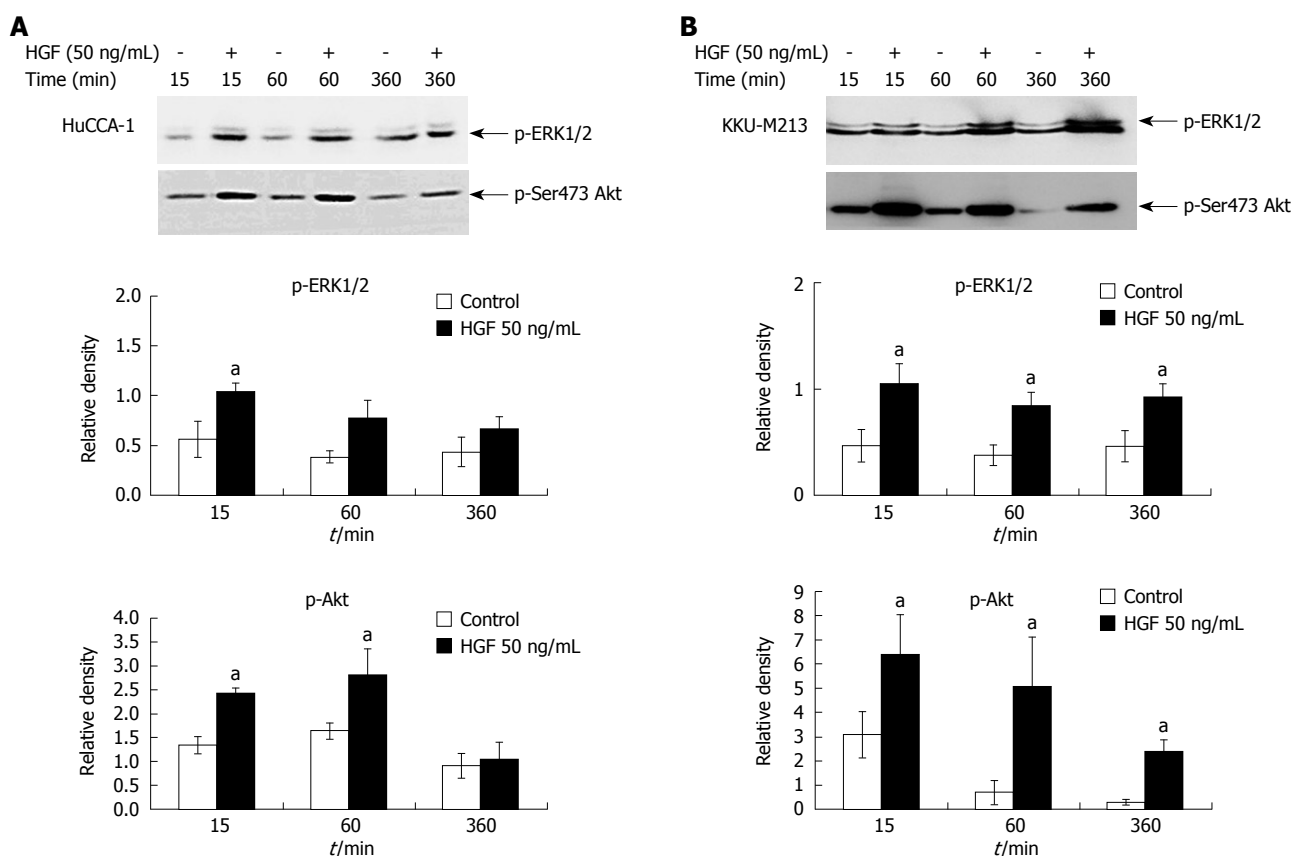 A
HGF (50 ng/mL) - + - + - +
Time (min) 15 15 60 60 360 360
HuCCA-1
p-ERK1/2
p-Ser473 Akt
p-ERK1/2
Control
HGF 50 ng/mL
Relative density
2.0
1.5
1.0
0.5
0.0
a
15 60 360
t/min
p-Akt
Control
HGF 50 ng/mL
Relative density
4.0
3.5
3.0
2.5
2.0
1.5
1.0
0.5
0.0
a a
15 60 360
t/min
B
HGF (50 ng/mL) - + - + - +
Time (min) 15 15 60 60 360 360
KKU-M213
p-ERK1/2
p-Ser473 Akt
p-ERK1/2
Control
HGF 50 ng/mL
Relative density
2
1
0
a a a
15 60 360
t/min
p-Akt
Control
HGF 50 ng/mL
Relative density
9
8
7
6
5
4
3
2
1
0
a a a
15 60 360
t/min